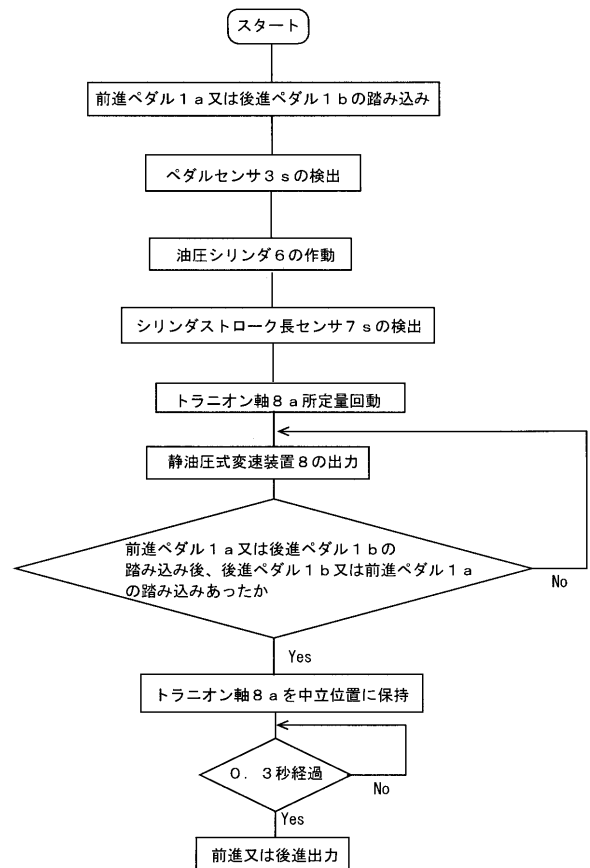 スタート
前進ペダル1a又は後進ペダル1bの踏み込み
ペダルセンサ3sの検出
油圧シリンダ6の作動
シリンダストローク長センサ7sの検出
トラニオン軸8a所定量回動
静油圧式変速装置8の出力
前進ペダル1a又は後進ペダル1bの
踏み込み後、後進ペダル1b又は前進ペダル1a
の踏み込みあったか
No
Yes
トラニオン軸8aを中立位置に保持
0.3秒経過
No
Yes
前進又は後進出力